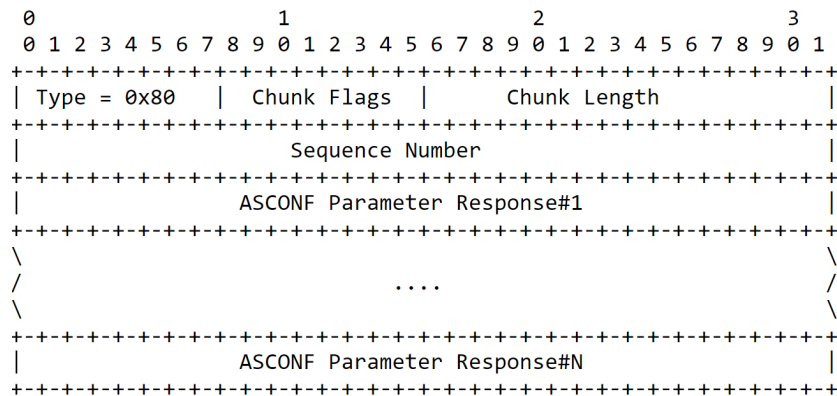 0                   1                   2                   3
0 1 2 3 4 5 6 7 8 9 0 1 2 3 4 5 6 7 8 9 0 1 2 3 4 5 6 7 8 9 0 1
+-+-+-+-+-+-+-+-+-+-+-+-+-+-+-+-+-+-+-+-+-+-+-+-+-+-+-+-+-+-+-+-+
| Type = 0x80   |  Chunk Flags  |      Chunk Length             |
+-+-+-+-+-+-+-+-+-+-+-+-+-+-+-+-+-+-+-+-+-+-+-+-+-+-+-+-+-+-+-+-+
|                     Sequence Number                           |
+-+-+-+-+-+-+-+-+-+-+-+-+-+-+-+-+-+-+-+-+-+-+-+-+-+-+-+-+-+-+-+-+
|                 ASCONF Parameter Response#1                   |
+-+-+-+-+-+-+-+-+-+-+-+-+-+-+-+-+-+-+-+-+-+-+-+-+-+-+-+-+-+-+-+-+
\                                                               \
/                             ....                              /
\                                                               \
+-+-+-+-+-+-+-+-+-+-+-+-+-+-+-+-+-+-+-+-+-+-+-+-+-+-+-+-+-+-+-+-+
|                 ASCONF Parameter Response#N                   |
+-+-+-+-+-+-+-+-+-+-+-+-+-+-+-+-+-+-+-+-+-+-+-+-+-+-+-+-+-+-+-+-+